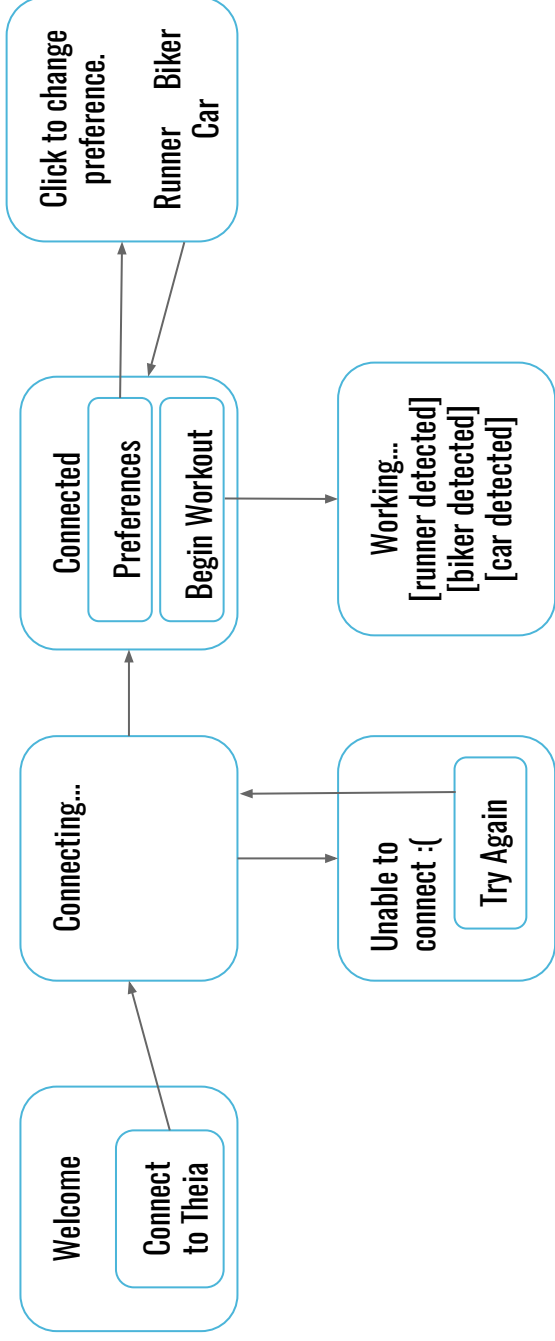 Welcome
Connect
to Theia
Connecting...
Unable to
connect :(
Try Again
Connected
Preferences
Begin Workout
Working...
[runner detected]
[biker detected]
[car detected]
Click to change
preference.
Runner Biker
Car